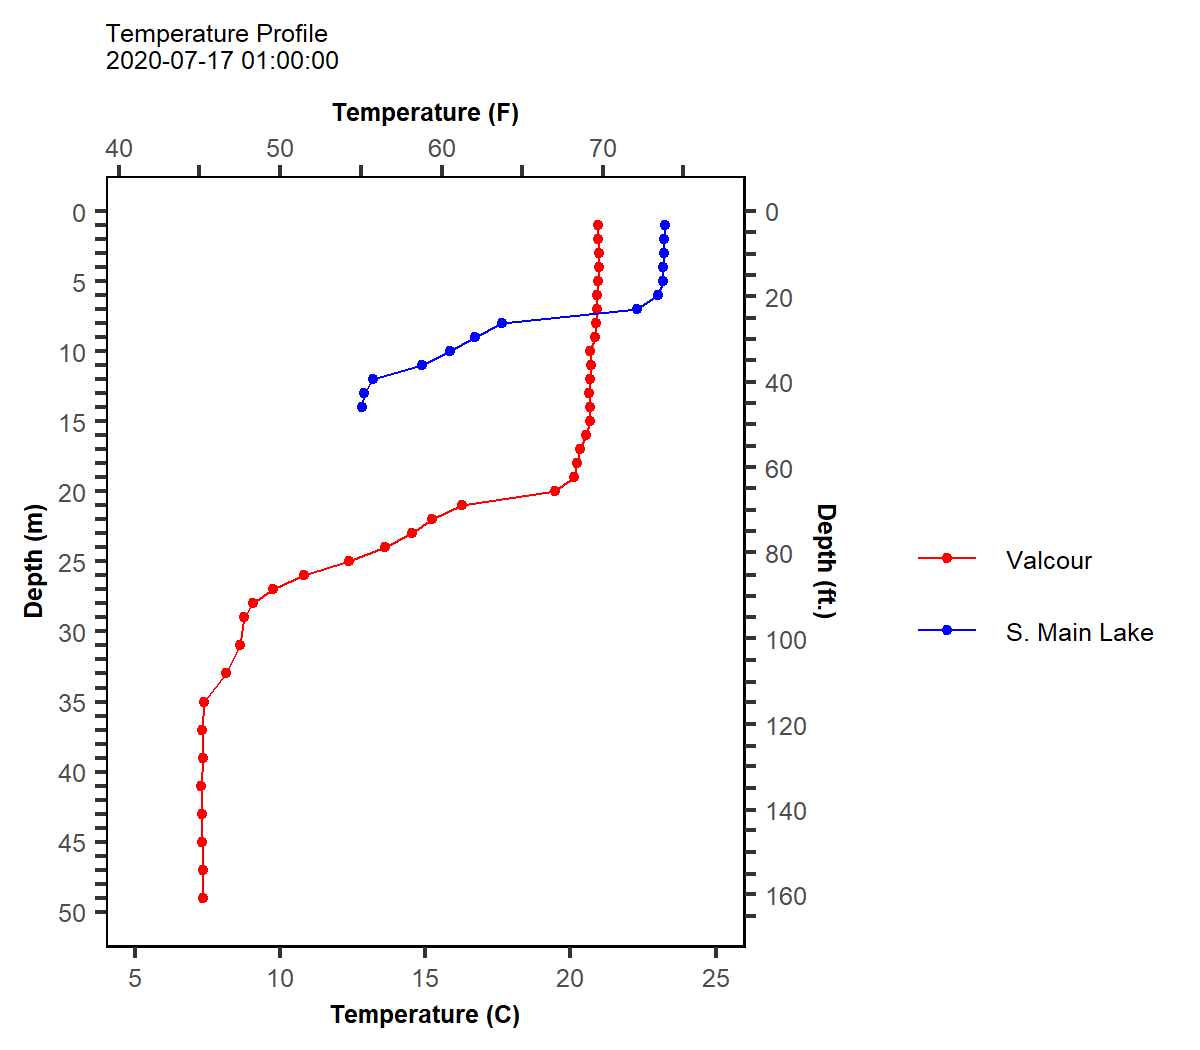 Temperature Profile
2020-07-17 01:00:00
Temperature (F)
40 50 60 70
0 0
5
20
10
40
15
60
20
80
25
100
30
35
120
40
140
45
160
50
Depth (m)
Depth (ft.)
Valcour
S. Main Lake
5 10 15 20 25
Temperature (C)